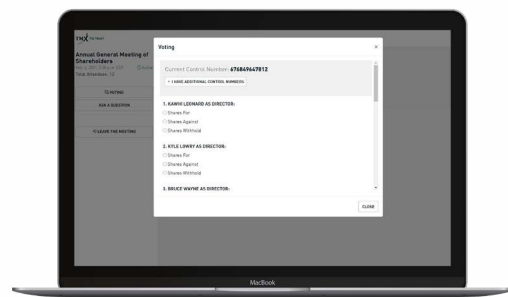 TMX
Annual General Meeting of
Shareholders
Total Attendees: 12
VOTING
ASK A QUESTION
LEAVE THE MEETING
Voting
×
Current Control Number: 676849647012
+ I HAVE ADDITIONAL CONTROL NUMBERS
1. KAWHI LEONARD AS DIRECTOR:
Shares For
Shares Against
Shares Withhold
2. KYLE LOWRY AS DIRECTOR:
Shares For
Shares Against
Shares Withhold
3. BRUCE WAYNE AS DIRECTOR:
CLOSE
MacBook